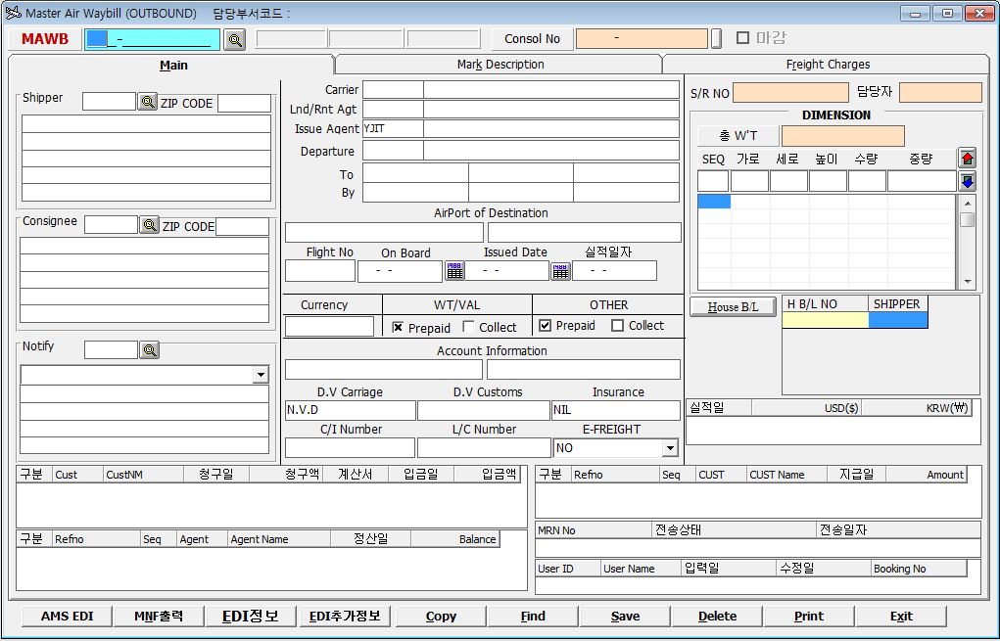 Master Air Waybill (OUTBOUND) 담당부서코드 :
MAWB _-_ Consol No - 마감
Main Mark Description Freight Charges
Shipper ZIP CODE
Carrier
Lnd/Rnt Agt
Issue Agent YJIT
Departure
To
By
S/R NO 담당자
DIMENSION
총 W'T
SEQ 가로 세로 높이 수량 중량
Consignee ZIP CODE
AirPort of Destination
Flight No On Board Issued Date 실적일자
- - - - - -
Currency WT/VAL OTHER
Prepaid Collect Prepaid Collect
House B/L H B/L NO SHIPPER
Notify
Account Information
D.V Carriage D.V Customs Insurance
N.V.D NIL
C/I Number L/C Number E-FREIGHT
NO
실적일 USD($) KRW(₩)
구분 Cust CustNM 청구일 청구액 계산서 입금일 입금액
구분 Refno Seq CUST CUST Name 지급일 Amount
구분 Refno Seq Agent Agent Name 정산일 Balance
MRN No 전송상태 전송일자
User ID User Name 입력일 수정일 Booking No
AMS EDI MNF출력 EDI정보 EDI추가정보 Copy Find Save Delete Print Exit